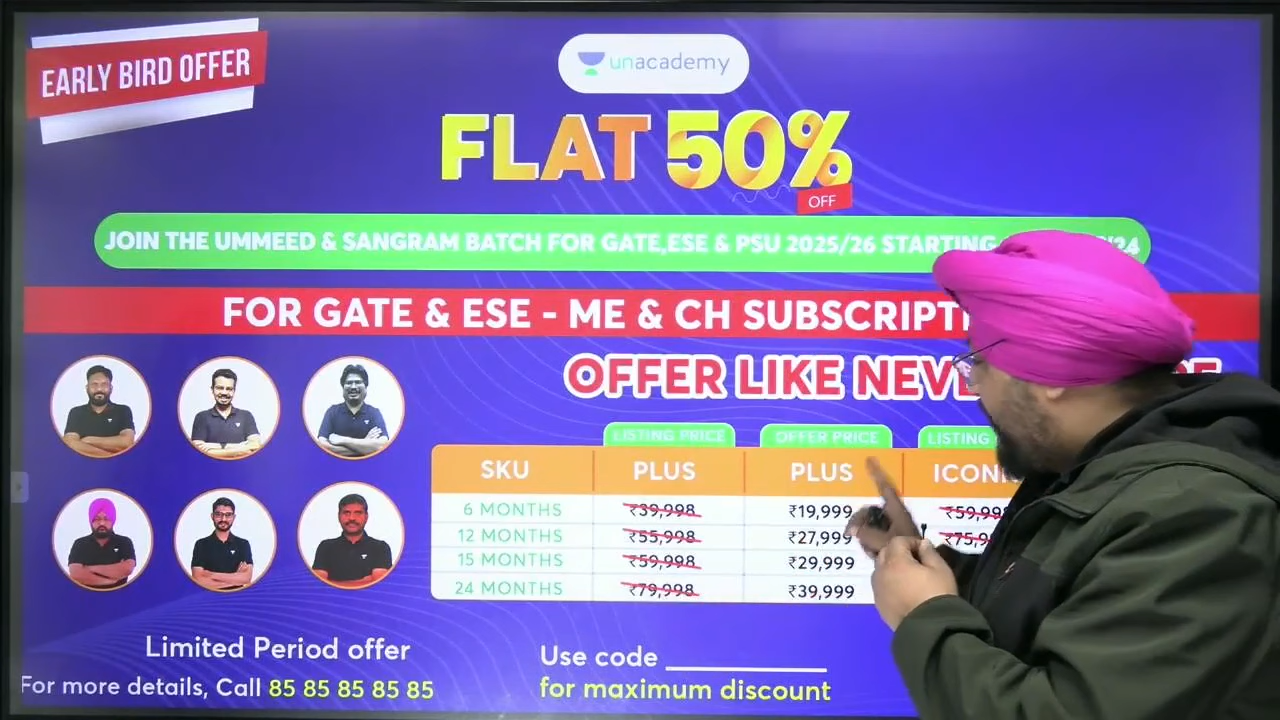 EARLY BIRD OFFER
unacademy
FLAT 50%
OFF
JOIN THE UMMEED & SANGRAM BATCH FOR GATE,ESE & PSU 2025/26 STARTING
FOR GATE & ESE - ME & CH
OFFER LIKE
LISTING PRICE OFFER PRICE LISTING
SKU PLUS PLUS
6 MONTHS ₹39,998 ₹19,999
12 MONTHS ₹55,998 ₹27,999
15 MONTHS ₹59,998 ₹29,999
24 MONTHS ₹79,998 ₹39,999
Limited Period offer
For more details, Call 85 85 85 85 85
Use code ____________
for maximum discount